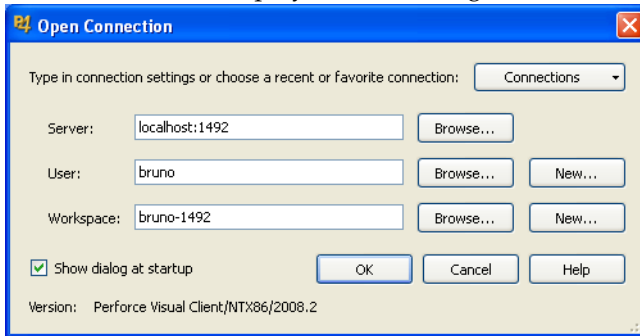 P4 Open Connection
Type in connection settings or choose a recent or favorite connection: Connections
Server: localhost:1492 Browse...
User: bruno Browse... New...
Workspace: bruno-1492 Browse... New...
Show dialog at startup OK Cancel Help
Version: Perforce Visual Client/NTX86/2008.2